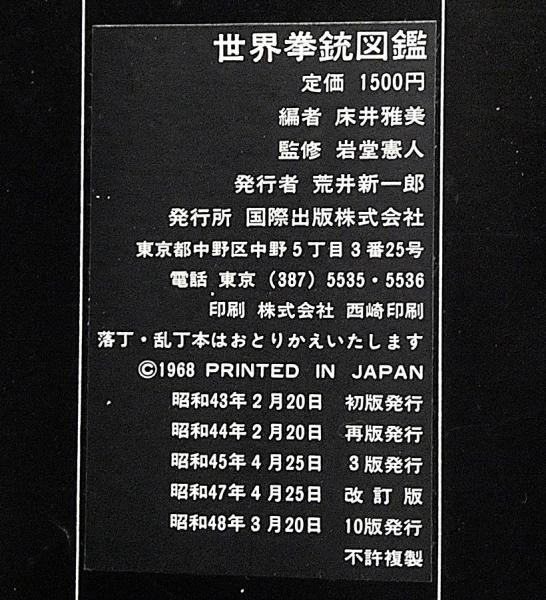 世界拳銃図鑑
定価 1500円
編者 床井雅美
監修 岩堂憲人
発行者 荒井新一郎
発行所 国際出版株式会社
東京都中野区中野5丁目3番25号
電話 東京 (387) 5535・5536
印刷 株式会社 西崎印刷
落丁・乱丁本はおとりかえいたします
©1968 PRINTED IN JAPAN
昭和43年2月20日 初版発行
昭和44年2月20日 再版発行
昭和45年4月25日 3版発行
昭和47年4月25日 改訂版
昭和48年3月20日 10版発行
不許複製